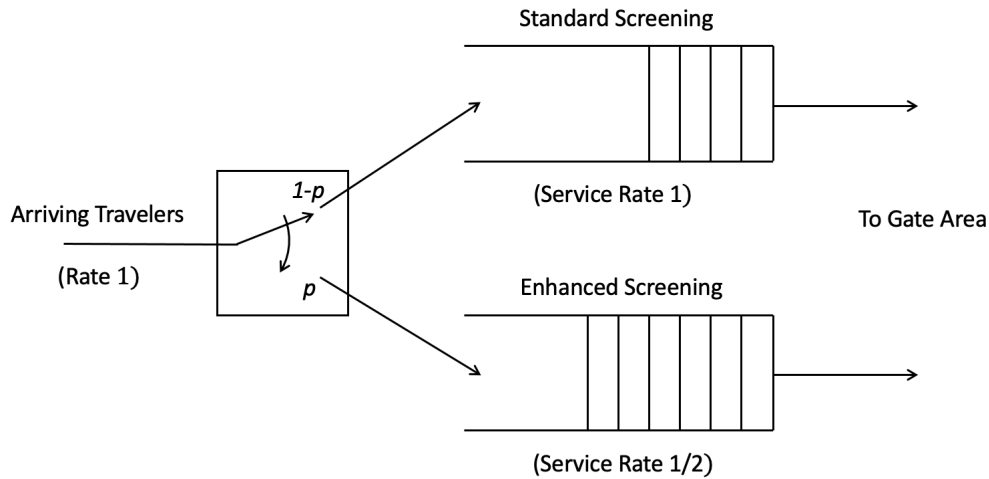 Standard Screening
1-p
(Service Rate 1)
Arriving Travelers
To Gate Area
(Rate 1)
p
Enhanced Screening
(Service Rate 1/2)